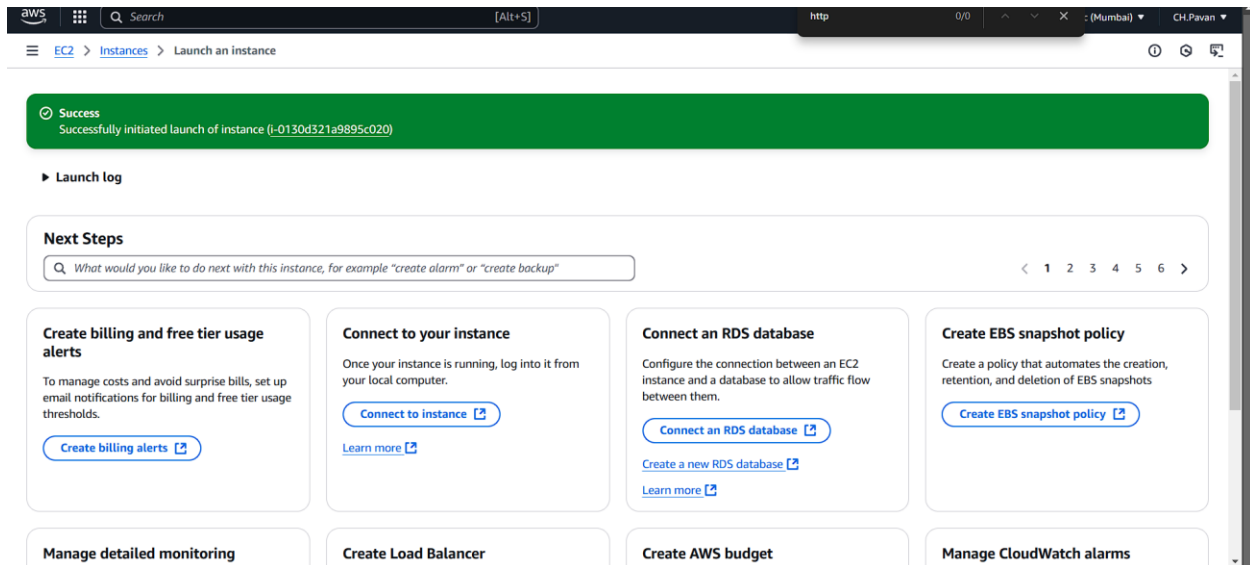 aws
Search [Alt+S]
http 0/0
: (Mumbai) ▼ CH.Pavan ▼
EC2 > Instances > Launch an instance
Success
Successfully initiated launch of instance (i-0130d321a9895c020)
Launch log
Next Steps
What would you like to do next with this instance, for example "create alarm" or "create backup"
1 2 3 4 5 6
Create billing and free tier usage
alerts
To manage costs and avoid surprise bills, set up
email notifications for billing and free tier usage
thresholds.
Create billing alerts
Connect to your instance
Once your instance is running, log into it from
your local computer.
Connect to instance
Learn more
Connect an RDS database
Configure the connection between an EC2
instance and a database to allow traffic flow
between them.
Connect an RDS database
Create a new RDS database
Learn more
Create EBS snapshot policy
Create a policy that automates the creation,
retention, and deletion of EBS snapshots
Create EBS snapshot policy
Manage detailed monitoring
Create Load Balancer
Create AWS budget
Manage CloudWatch alarms